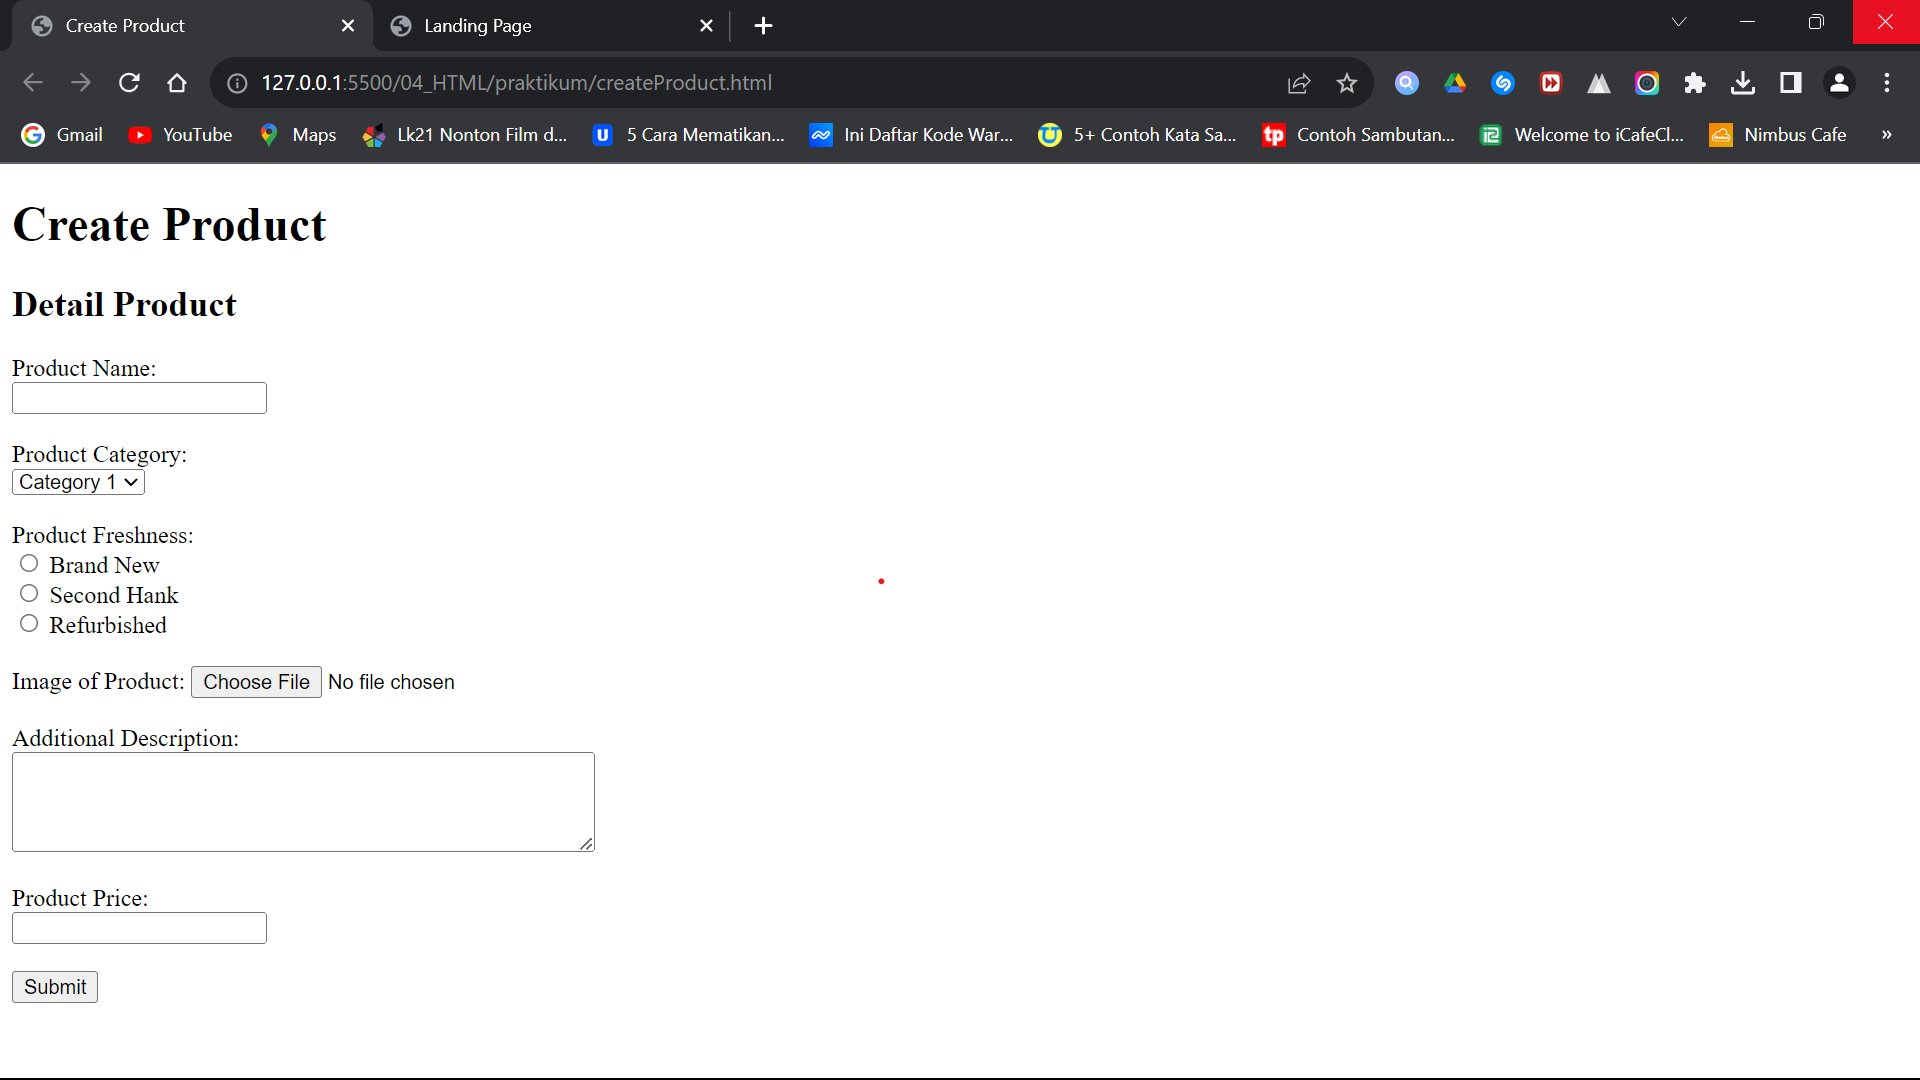 Create Product
Landing Page
127.0.0.1:5500/04_HTML/praktikum/createProduct.html
Gmail
YouTube
Maps
Lk21 Nonton Film d...
U
5 Cara Mematikan...
Ini Daftar Kode War...
5+ Contoh Kata Sa...
tp
Contoh Sambutan...
Welcome to iCafeCl...
Nimbus Cafe
»
Create Product
Detail Product
Product Name:
Product Category:
Category 1
Product Freshness:
Brand New
Second Hank
Refurbished
Image of Product: Choose File No file chosen
Additional Description:
Product Price:
Submit